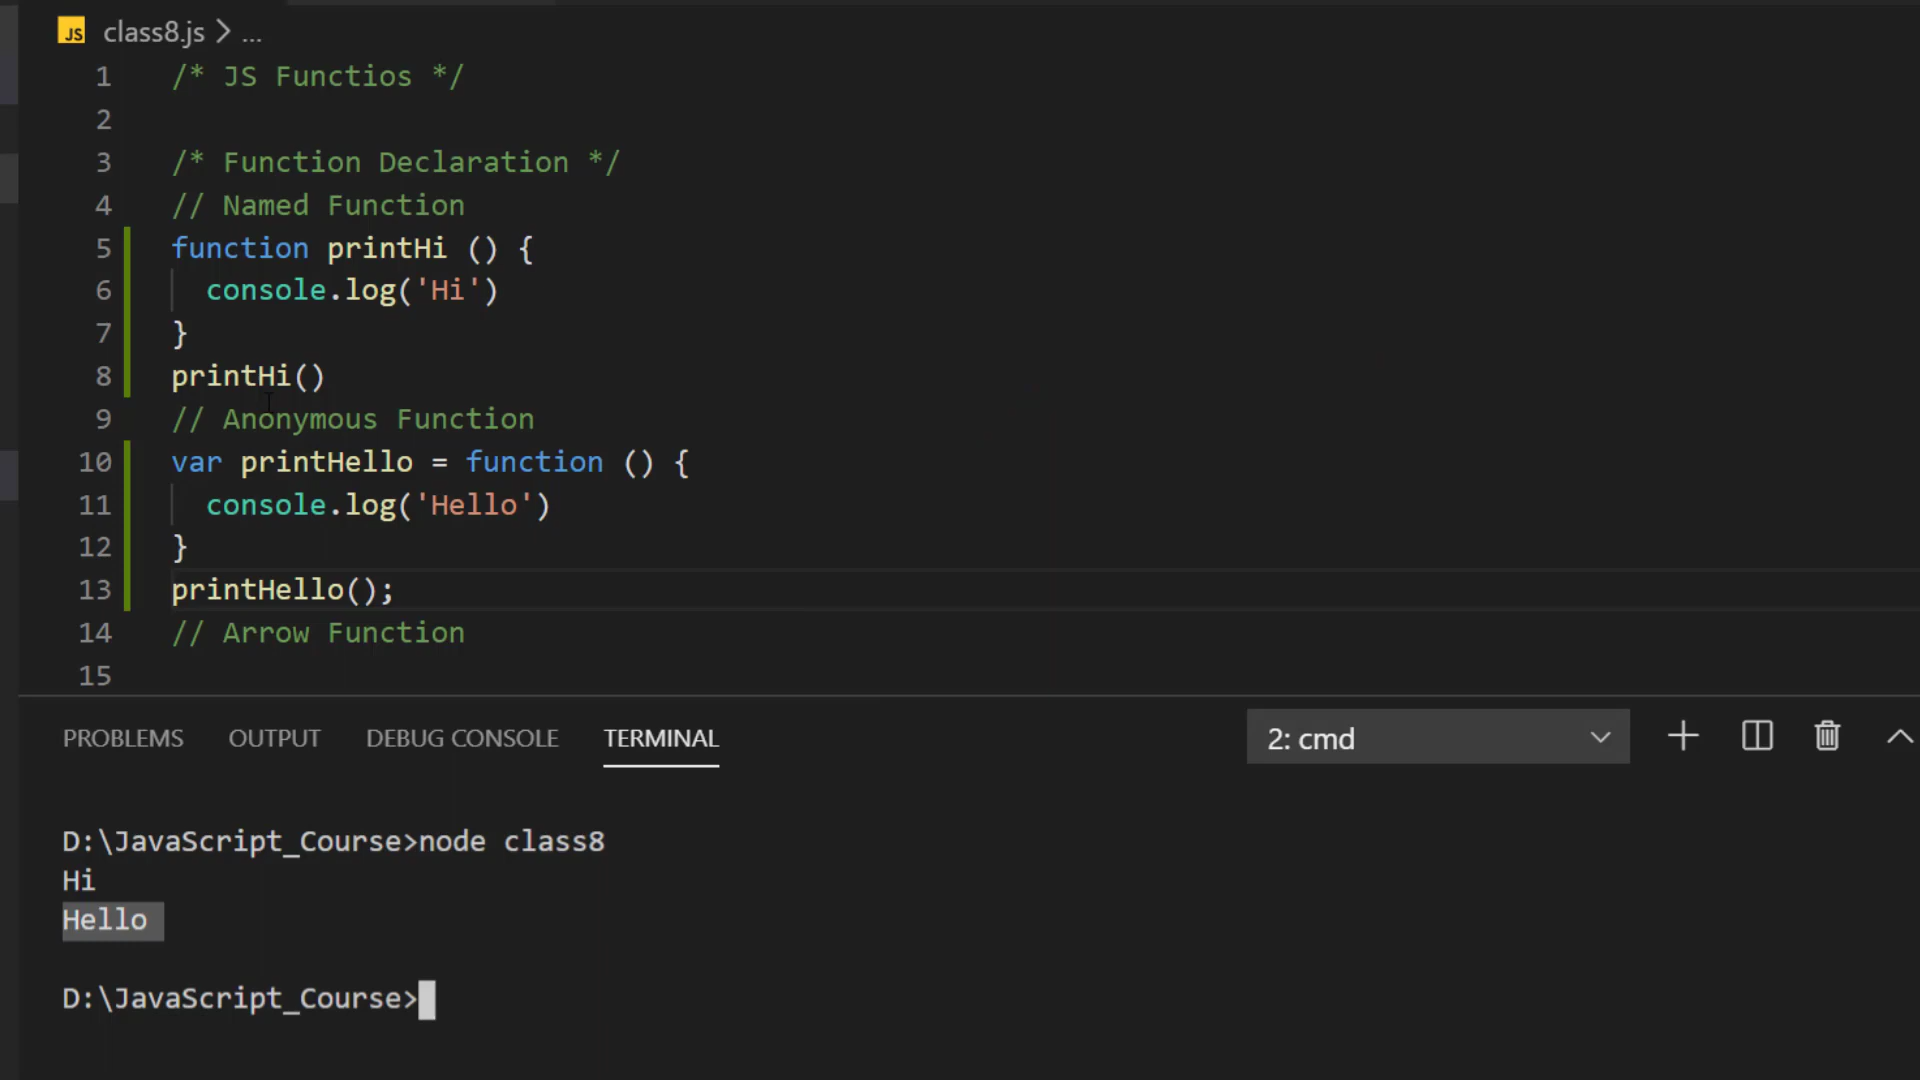 JS class8.js > ...
1 /* JS Functios */
2
3 /* Function Declaration */
4 // Named Function
5 function printHi () {
6 console.log('Hi')
7 }
8 printHi()
9 // Anonymous Function
10 var printHello = function () {
11 console.log('Hello')
12 }
13 printHello();
14 // Arrow Function
15
PROBLEMS OUTPUT DEBUG CONSOLE TERMINAL 2: cmd
D:\JavaScript_Course>node class8
Hi
Hello
D:\JavaScript_Course>